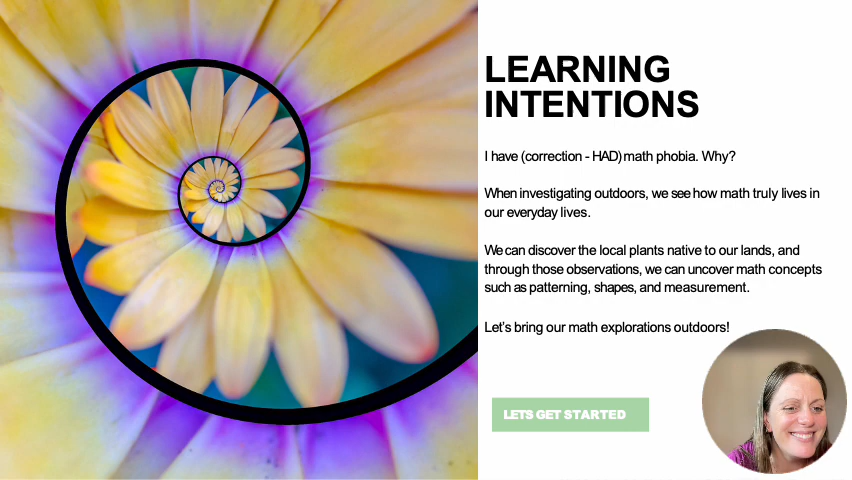 LEARNING
INTENTIONS
I have (correction - HAD) math phobia. Why?
When investigating outdoors, we see how math truly lives in
our everyday lives.
We can discover the local plants native to our lands, and
through those observations, we can uncover math concepts
such as patterning, shapes, and measurement.
Let's bring our math explorations outdoors!
LETS GET STARTED